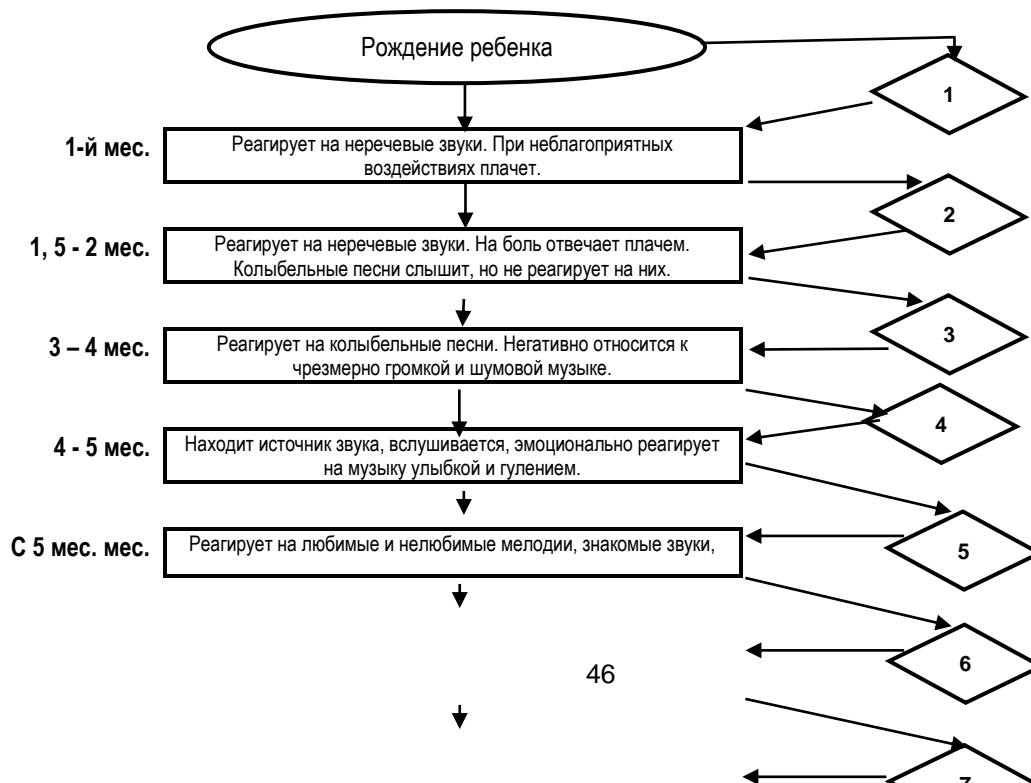 Рождение ребенка
1
1-й мес.
Реагирует на неречевые звуки. При неблагоприятных
воздействиях плачет.
2
1, 5 - 2 мес.
Реагирует на неречевые звуки. На боль отвечает плачем.
Колыбельные песни слышит, но не реагирует на них.
3
3 – 4 мес.
Реагирует на колыбельные песни. Негативно относится к
чрезмерно громкой и шумовой музыке.
4
4 - 5 мес.
Находит источник звука, вслушивается, эмоционально реагирует
на музыку улыбкой и гулением.
С 5 мес. мес.
Реагирует на любимые и нелюбимые мелодии, знакомые звуки,
5
6
46
7